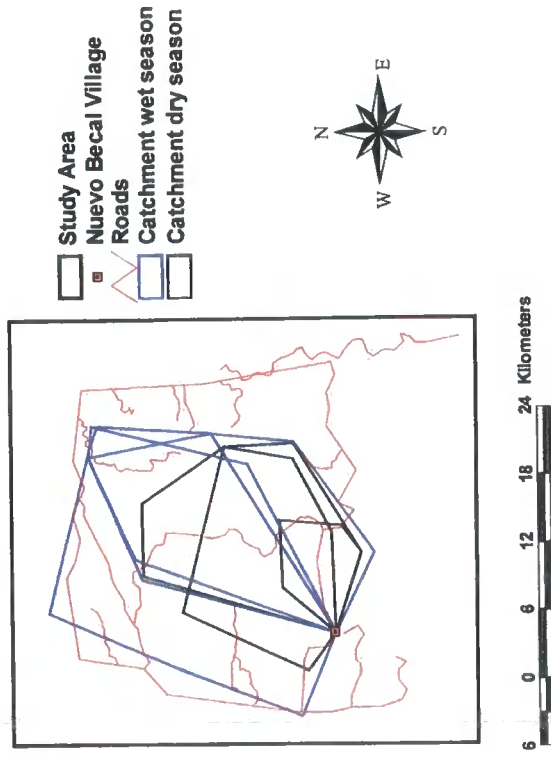 Study Area
Nuevo Becal Village
Roads
Catchment wet season
Catchment dry season
N
W
E
S
6 0 6 12 18 24 Kilometers